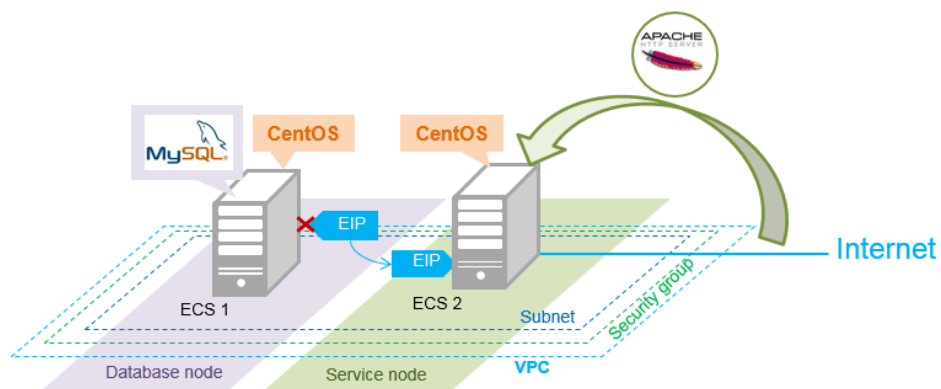 APACHE
HTTP SERVER
MySQL®
CentOS
CentOS
EIP
EIP
Internet
ECS 1
ECS 2
Subnet
Security group
VPC
Database node
Service node